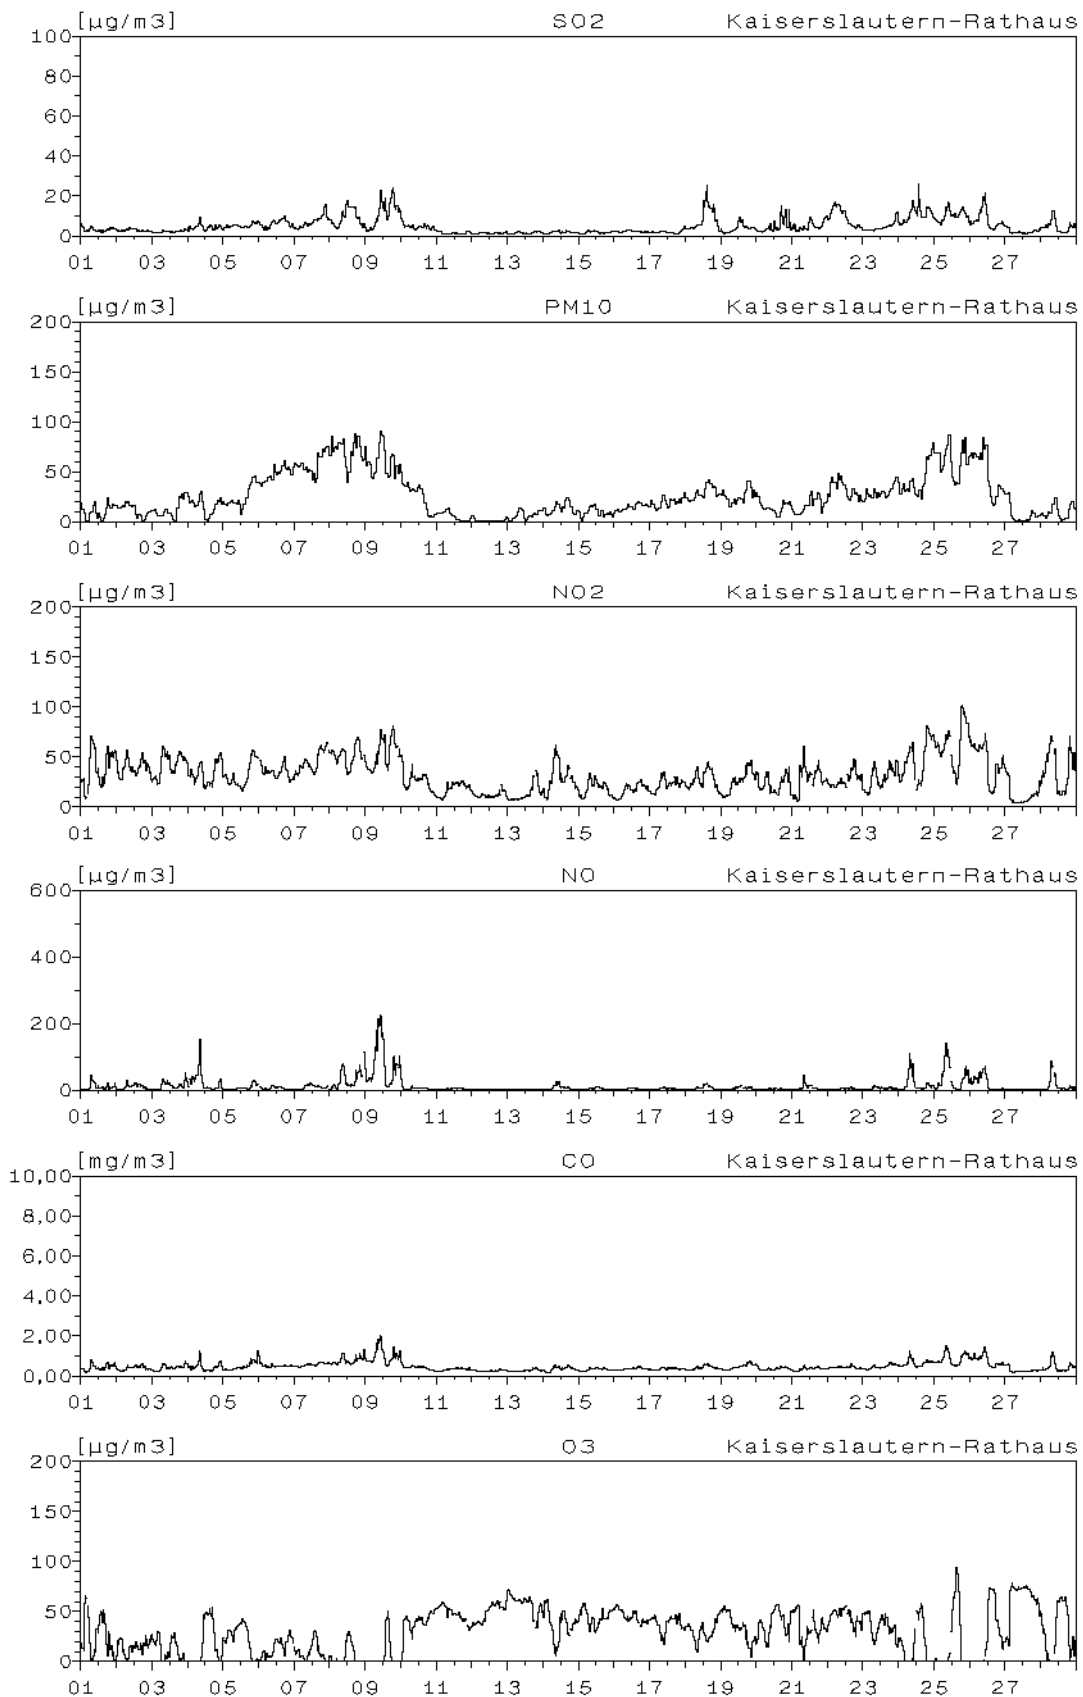 [µg/m3] SO2 Kaiserslautern-Rathaus
100
80
60
40
20
0
01 03 05 07 09 11 13 15 17 19 21 23 25 27
[µg/m3] PM10 Kaiserslautern-Rathaus
200
150
100
50
0
01 03 05 07 09 11 13 15 17 19 21 23 25 27
[µg/m3] NO2 Kaiserslautern-Rathaus
200
150
100
50
0
01 03 05 07 09 11 13 15 17 19 21 23 25 27
[µg/m3] NO Kaiserslautern-Rathaus
600
400
200
0
01 03 05 07 09 11 13 15 17 19 21 23 25 27
[mg/m3] CO Kaiserslautern-Rathaus
10,00
8,00
6,00
4,00
2,00
0,00
01 03 05 07 09 11 13 15 17 19 21 23 25 27
[µg/m3] O3 Kaiserslautern-Rathaus
200
150
100
50
0
01 03 05 07 09 11 13 15 17 19 21 23 25 27